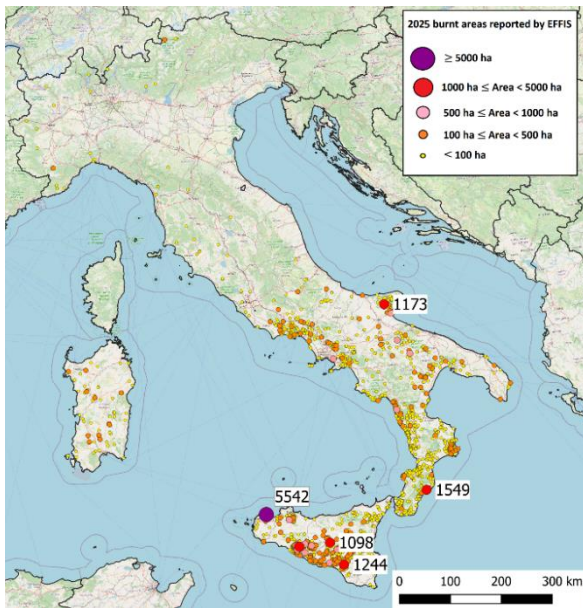 2025 burnt areas reported by EFFIS
≥ 5000 ha
1000 ha ≤ Area < 5000 ha
500 ha ≤ Area < 1000 ha
100 ha ≤ Area < 500 ha
< 100 ha
1173
1549
5542
1098
1244
0 100 200 300 km